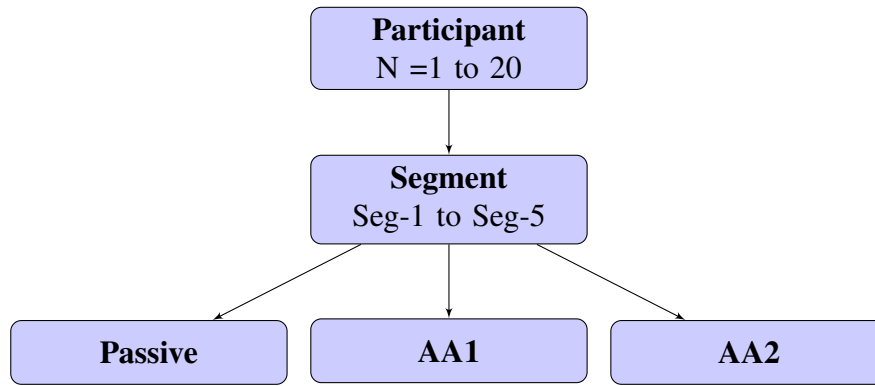 Participant
N =1 to 20
Segment
Seg-1 to Seg-5
Passive
AA1
AA2